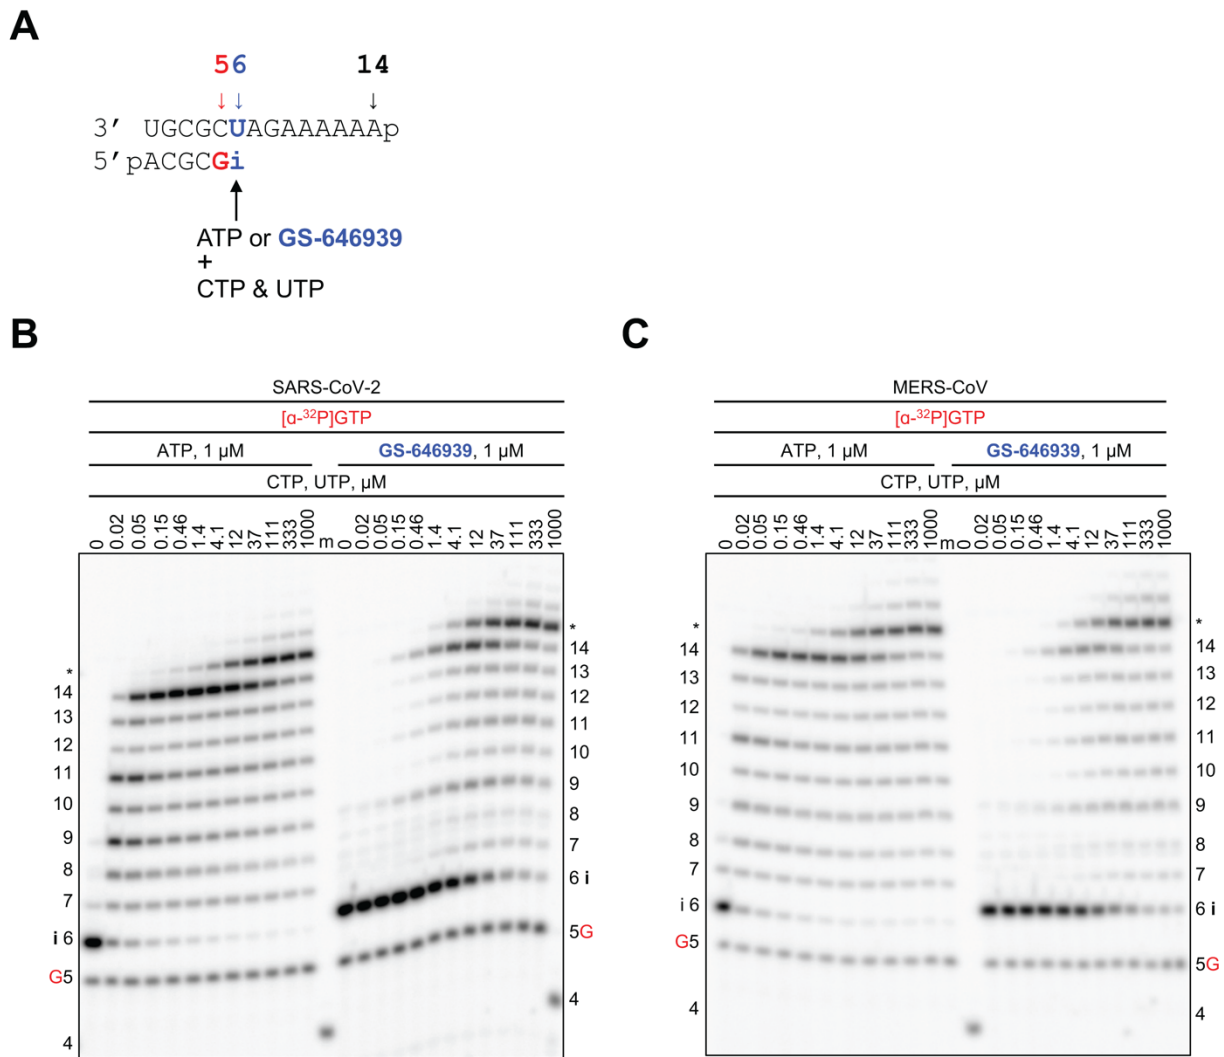 A
56 14
↓ ↓ ↓
3′ UGCGCUAGAAAAAAp
5′pACGCGi
ATP or GS-646939
+
CTP & UTP
B
SARS-CoV-2
[α-³²P]GTP
ATP, 1 µM GS-646939, 1 µM
CTP, UTP, µM
0 0.02 0.05 0.15 0.46 1.4 4.1 12 37 111 333 1000 m 0 0.02 0.05 0.15 0.46 1.4 4.1 12 37 111 333 1000
*
14
13
12
11
10
9
8
7
i 6
G5
4
*
14
13
12
11
10
9
8
7
6 i
5G
4
C
MERS-CoV
[α-³²P]GTP
ATP, 1 µM GS-646939, 1 µM
CTP, UTP, µM
0 0.02 0.05 0.15 0.46 1.4 4.1 12 37 111 333 1000 m 0 0.02 0.05 0.15 0.46 1.4 4.1 12 37 111 333 1000
*
14
13
12
11
10
9
8
7
i 6
G5
4
*
14
13
12
11
10
9
8
7
6 i
5G
4